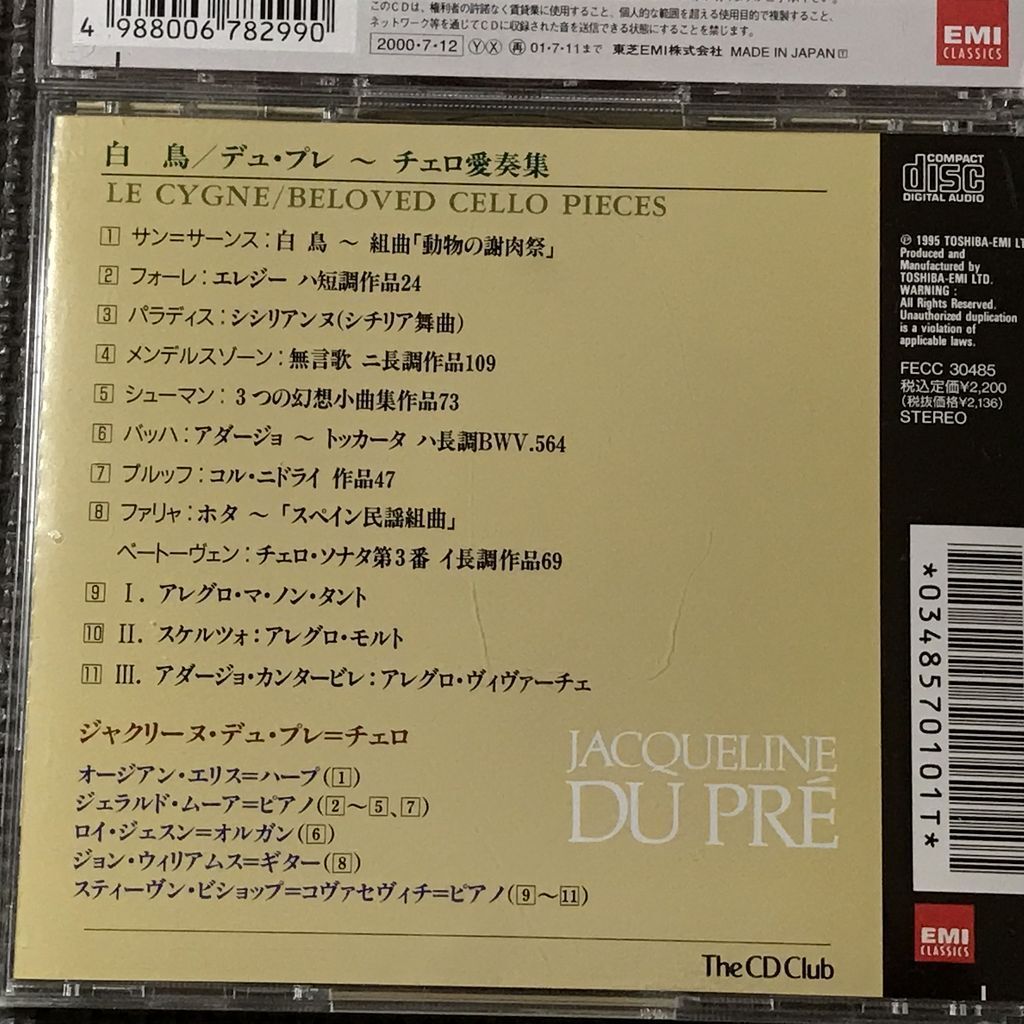 このCDは、権利者の許諾なく賃貸業に使用すること、個人的な範囲を超える使用目的で複製すること、
ネットワーク等を通じてCDに収録された音を送信できる状態にすることを禁じます。
4 988006 782990
2000・7・12 Ⓨ Ⓧ 再 01・7・11まで 東芝EMI株式会社 MADE IN JAPAN
EMI
CLASSICS
白 鳥/デュ・プレ ~ チェロ愛奏集
LE CYGNE/BELOVED CELLO PIECES
1 サン=サーンス:白 鳥 ~ 組曲「動物の謝肉祭」
2 フォーレ:エレジー ハ短調作品24
3 パラディス:シシリアンヌ(シチリア舞曲)
4 メンデルスゾーン:無言歌 ニ長調作品109
5 シューマン:3つの幻想小曲集作品73
6 バッハ:アダージョ ~ トッカータ ハ長調BWV.564
7 ブルッフ:コル・ニドライ 作品47
8 ファリャ:ホタ ~「スペイン民謡組曲」
ベートーヴェン:チェロ・ソナタ第3番 イ長調作品69
9 I. アレグロ・マ・ノン・タント
10 II. スケルツォ:アレグロ・モルト
11 III. アダージョ・カンタービレ:アレグロ・ヴィヴァーチェ
ジャクリーヌ・デュ・プレ=チェロ
オージアン・エリス=ハープ(1)
ジェラルド・ムーア=ピアノ(2~5、7)
ロイ・ジェスン=オルガン(6)
ジョン・ウィリアムス=ギター(8)
スティーヴン・ビショップ=コヴァセヴィチ=ピアノ(9~11)
JACQUELINE
DU PRÉ
The CD Club
COMPACT
disc
DIGITAL AUDIO
℗ 1995 TOSHIBA-EMI LT
Produced and
Manufactured by
TOSHIBA-EMI LTD.
WARNING :
All Rights Reserved.
Unauthorized duplication
is a violation of
applicable laws.
FECC 30485
税込定価¥2,200
(税抜価格¥2,136)
STEREO
*0348570101T*
EMI
CLASSICS